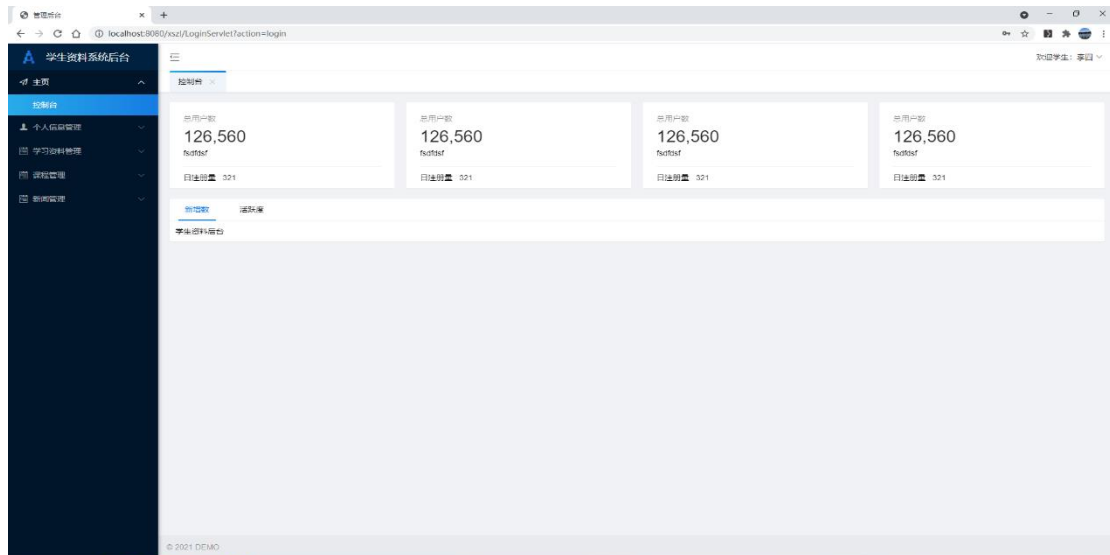 管理后台
localhost:8080/xszl/LoginServlet?action=login
学生资料系统后台
欢迎学生：李四
主页
控制台
控制台
个人信息管理
学习资料管理
课程管理
新闻管理
总用户数 总用户数 总用户数 总用户数
126,560 126,560 126,560 126,560
fsdfdsf fsdfdsf fsdfdsf fsdfdsf
日注册量 321 日注册量 321 日注册量 321 日注册量 321
新增数 活跃度
学生资料后台
© 2021 DEMO